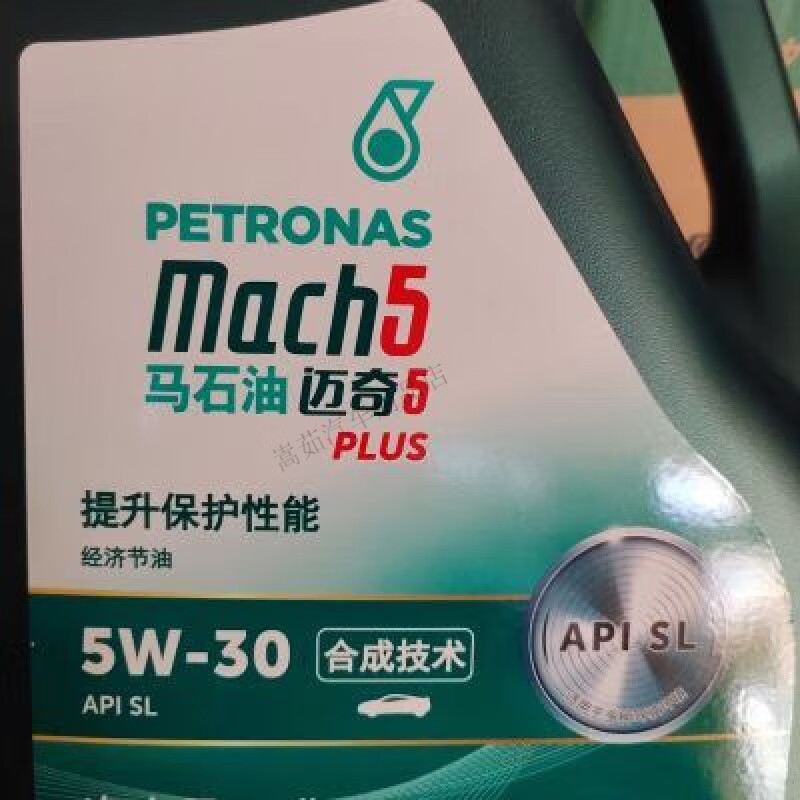 PETRONAS
Mach5
马石油 迈奇5
PLUS
提升保护性能
经济节油
5W-30 合成技术
API SL
API SL